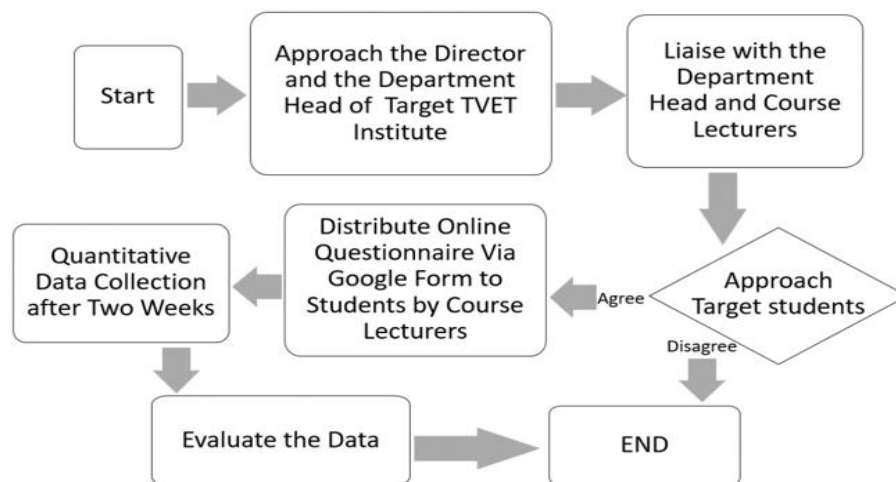 Start
Approach the Director
and the Department
Head of Target TVET
Institute
Liaise with the
Department
Head and Course
Lecturers
Approach
Target students
Agree
Disagree
Distribute Online
Questionnaire Via
Google Form to
Students by Course
Lecturers
Quantitative
Data Collection
after Two Weeks
Evaluate the Data
END